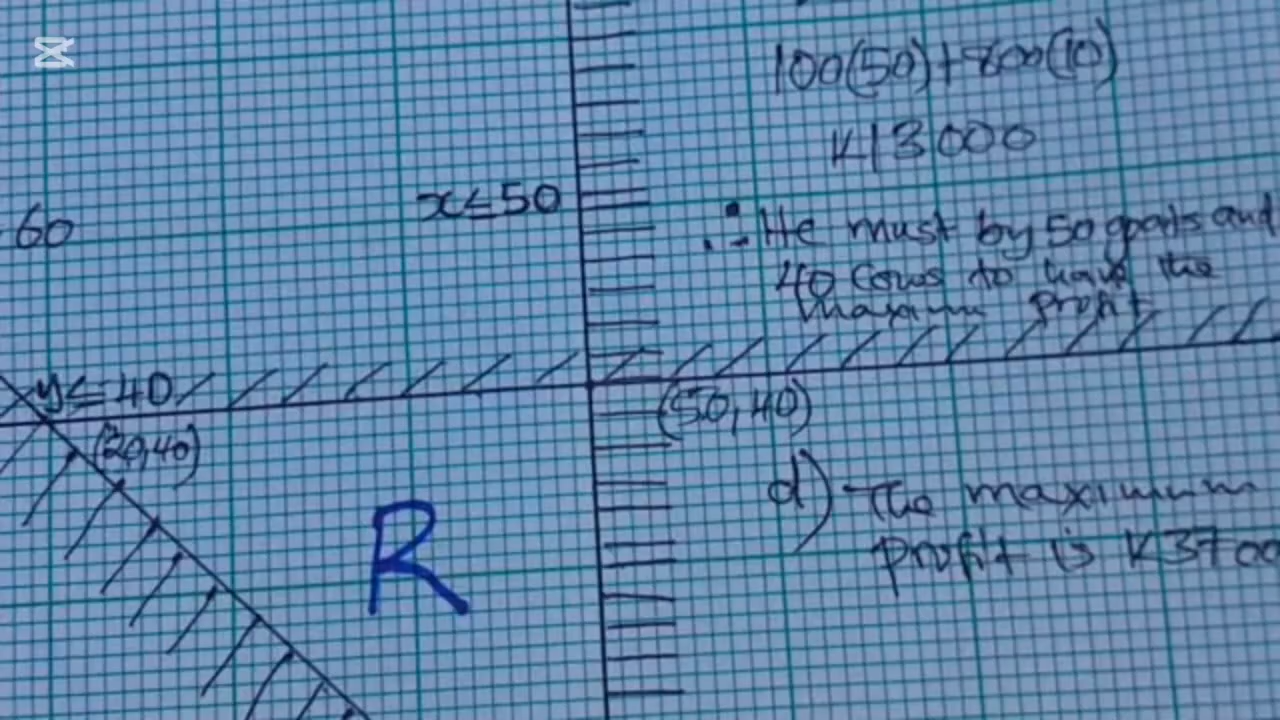 100(50)+800(10)
K13000
x≤50
60
∴ He must by 50 goats and
40 cows to have the
maximum profit
y≤40
(50,40)
(20,40)
d) The maximum
profit is K3700
R